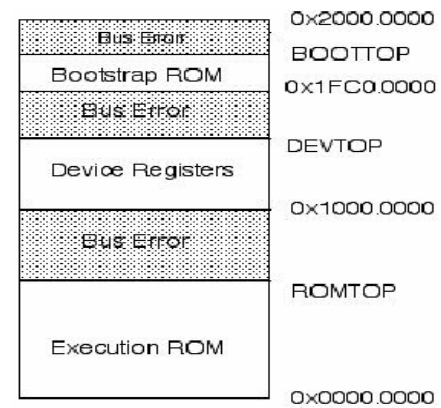 0x2000.0000
Bus Error
BOOTTOP
Bootstrap ROM
0x1FC0.0000
Bus Error
DEVTOP
Device Registers
0x1000.0000
Bus Error
ROMTOP
Execution ROM
0x0000.0000